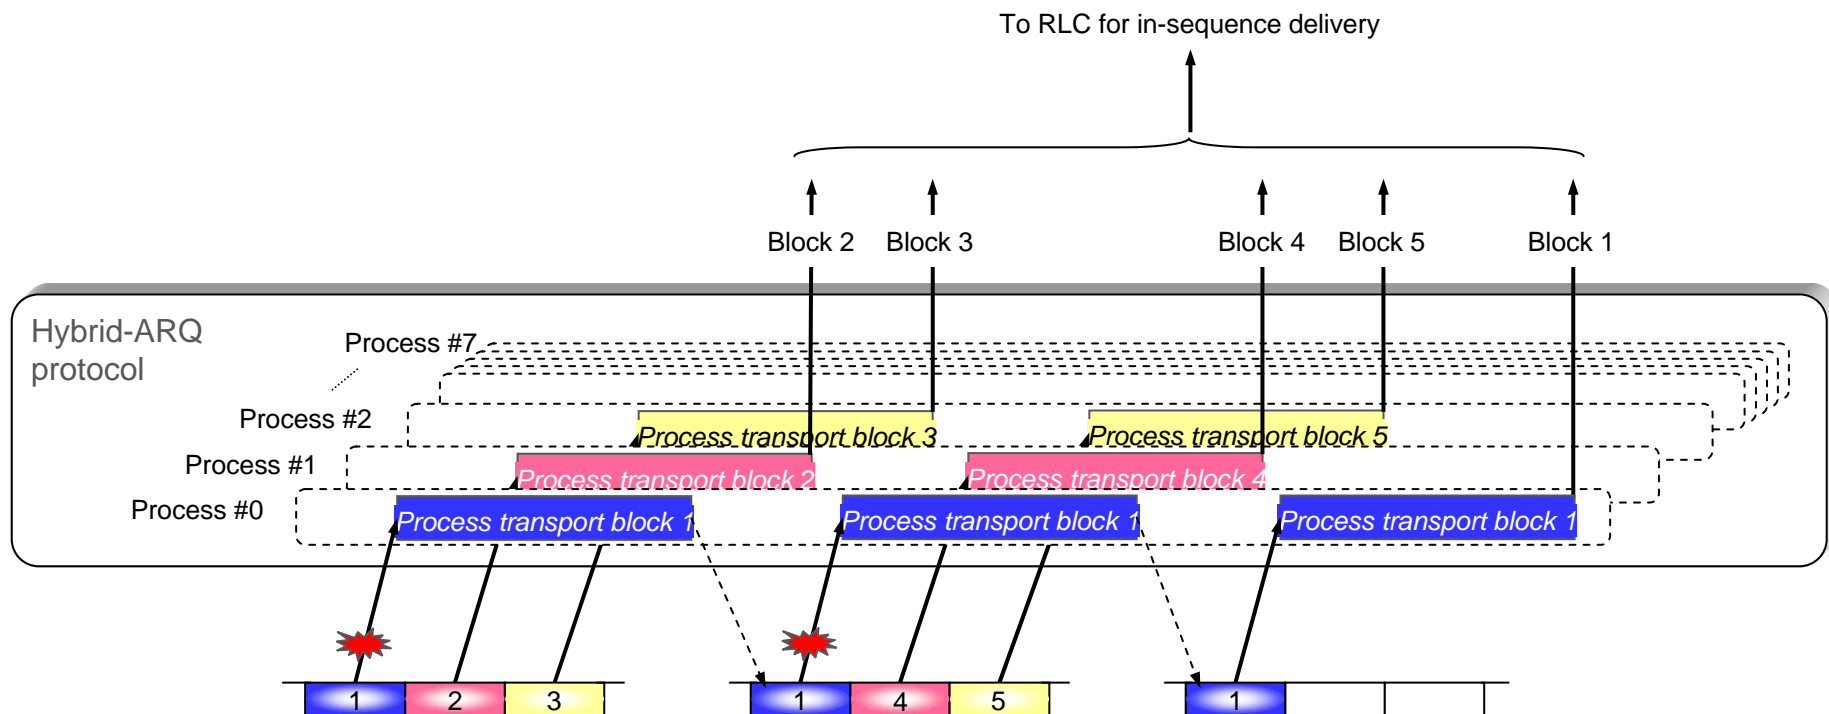 To RLC for in-sequence delivery
Block 2 Block 3 Block 4 Block 5 Block 1
Hybrid-ARQ
protocol
Process #7
Process #2
Process transport block 3 Process transport block 5
Process #1
Process transport block 2 Process transport block 4
Process #0
Process transport block 1 Process transport block 1 Process transport block 1
1 2 3 1 4 5 1